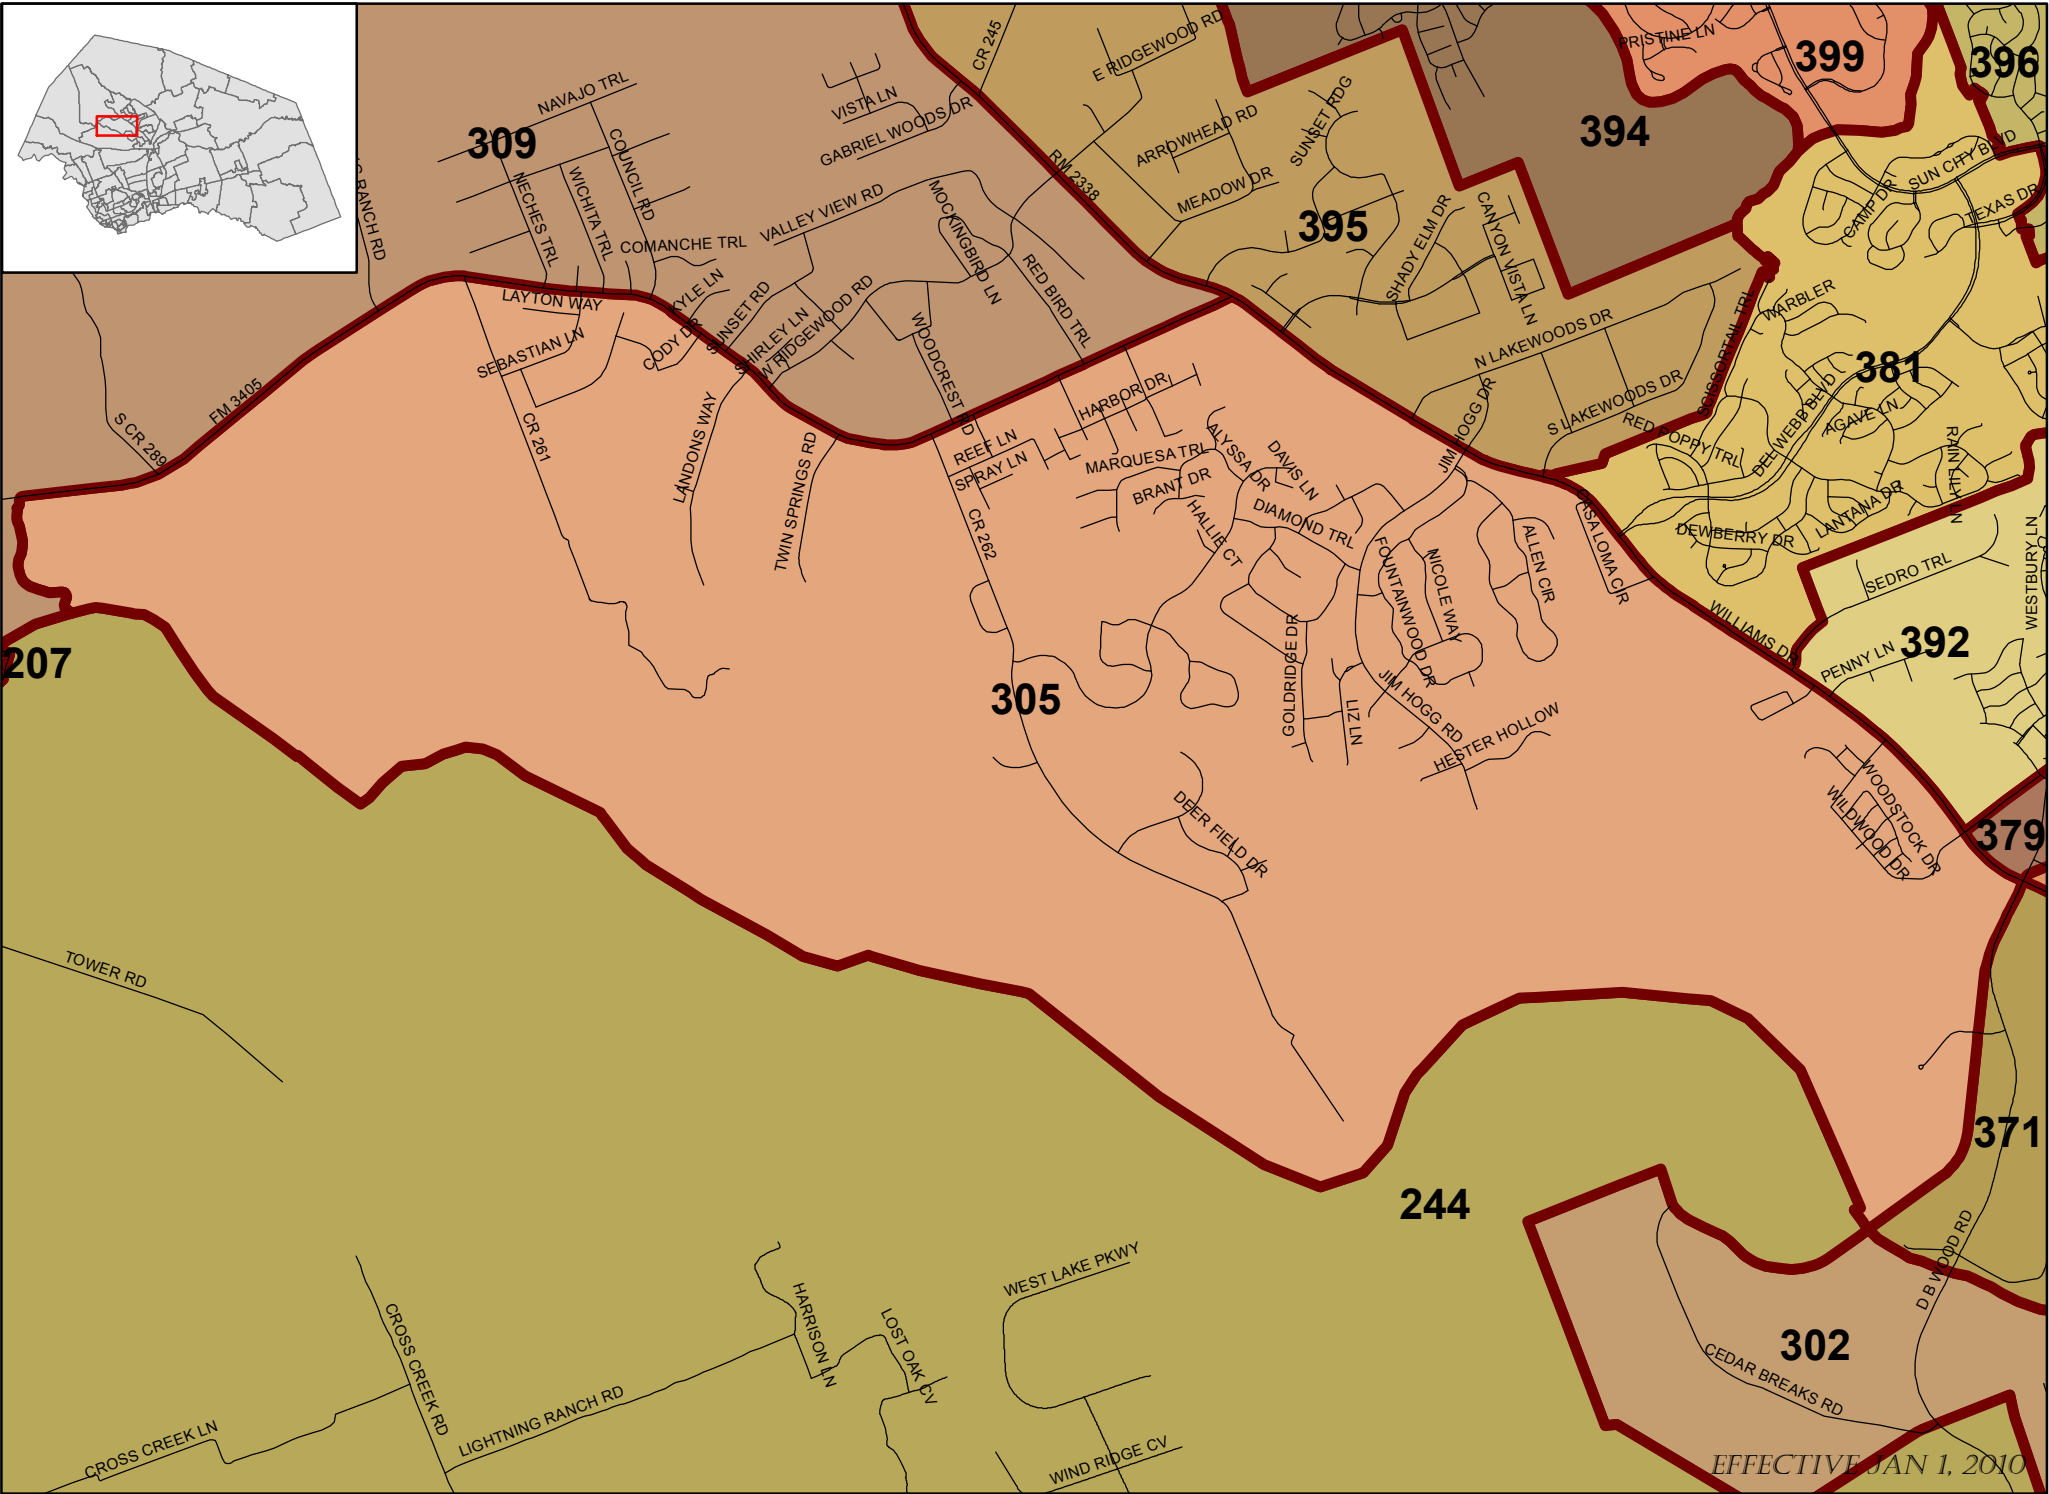 PRISTINE LN
399
396
CR 245
E RIDGEWOOD RD
NAVAJO TRL
309
VISTA LN
GABRIEL WOODS DR
COUNCIL RD
ARROWHEAD RD
SUNSET RDG
394
SUN CITY BLVD
RANCH RD
NECHES TRL
WICHITA TRL
RM 2338
MEADOW DR
395
VALLEY VIEW RD
MOCKINGBIRD LN
CANYON VISTA LN
SHADY ELM DR
CAMP DR
TEXAS DR
COMANCHE TRL
RED BIRD TRL
KYLE LN
LAYTON WAY
SUNSET RD
SHIRLEY LN
W RIDGEWOOD RD
WOODCREST RD
CODY DR
SEBASTIAN LN
N LAKEWOODS DR
SCISSORTAIL TRL
WARBLER
381
DEL WEBB BLVD
AGAVE LN
S LAKEWOODS DR
RED POPPY TRL
RAIN LILY LN
FM 3405
S CR 289
CR 261
LANDONS WAY
TWIN SPRINGS RD
HARBOR DR
REEF LN
SPRAY LN
MARQUESA TRL
BRANT DR
ALYSSA DR
DAVIS LN
JIM HOGG DR
DIAMOND TRL
HALLIE CT
CR 262
CASA LOMA CIR
DEWBERRY DR
LANTANA DR
ALLEN CIR
NICOLE WAY
FOUNTAINWOOD DR
SEDRO TRL
WESTBURY LN
WILLIAMS DR
392
PENNY LN
207
305
GOLDRIDGE DR
LIZ LN
JIM HOGG RD
HESTER HOLLOW
DEER FIELD DR
WOODSTOCK DR
WILDWOOD DR
379
TOWER RD
371
244
D B WOOD RD
WEST LAKE PKWY
HARRISON LN
LOST OAK CV
CROSS CREEK RD
LIGHTNING RANCH RD
CROSS CREEK LN
WIND RIDGE CV
302
CEDAR BREAKS RD
EFFECTIVE JAN 1, 2010